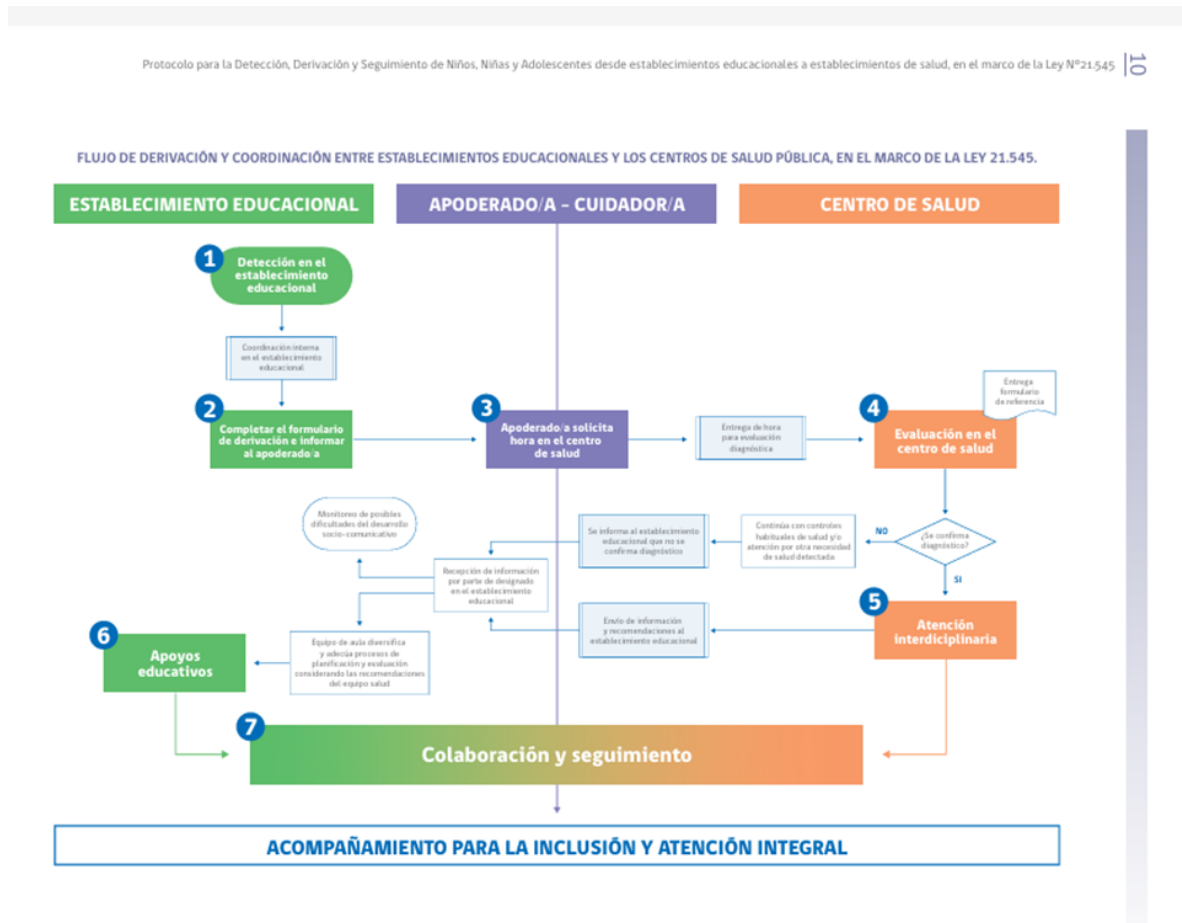 Protocolo para la Detección, Derivación y Seguimiento de Niños, Niñas y Adolescentes desde establecimientos educacionales a establecimientos de salud, en el marco de la Ley Nº21.545
10
FLUJO DE DERIVACIÓN Y COORDINACIÓN ENTRE ESTABLECIMIENTOS EDUCACIONALES Y LOS CENTROS DE SALUD PÚBLICA, EN EL MARCO DE LA LEY 21.545.
ESTABLECIMIENTO EDUCACIONAL
APODERADO/A - CUIDADOR/A
CENTRO DE SALUD
1
Detección en el
establecimiento
educacional
Coordinación interna
en el establecimiento
educacional
2
Completar el formulario
de derivación e informar
al apoderado/a
3
Apoderado/a solicita
hora en el centro
de salud
Entrega de hora
para evaluación
diagnóstica
Entrega
formulario
de referencia
4
Evaluación en el
centro de salud
¿Se confirma
diagnóstico?
NO
SI
Continúa con controles
habituales de salud y/o
atención por otra necesidad
de salud detectada
Se informa al establecimiento
educacional que no se
confirma diagnóstico
Monitoreo de posibles
dificultades del desarrollo
socio-comunicativo
Recepción de información
por parte de designado
en el establecimiento
educacional
5
Atención
interdiciplinaria
Envío de información
y recomendaciones al
establecimiento educacional
Equipo de aula diversifica
y adecúa procesos de
planificación y evaluación
considerando las recomendaciones
del equipo salud
6
Apoyos
educativos
7
Colaboración y seguimiento
ACOMPAÑAMIENTO PARA LA INCLUSIÓN Y ATENCIÓN INTEGRAL